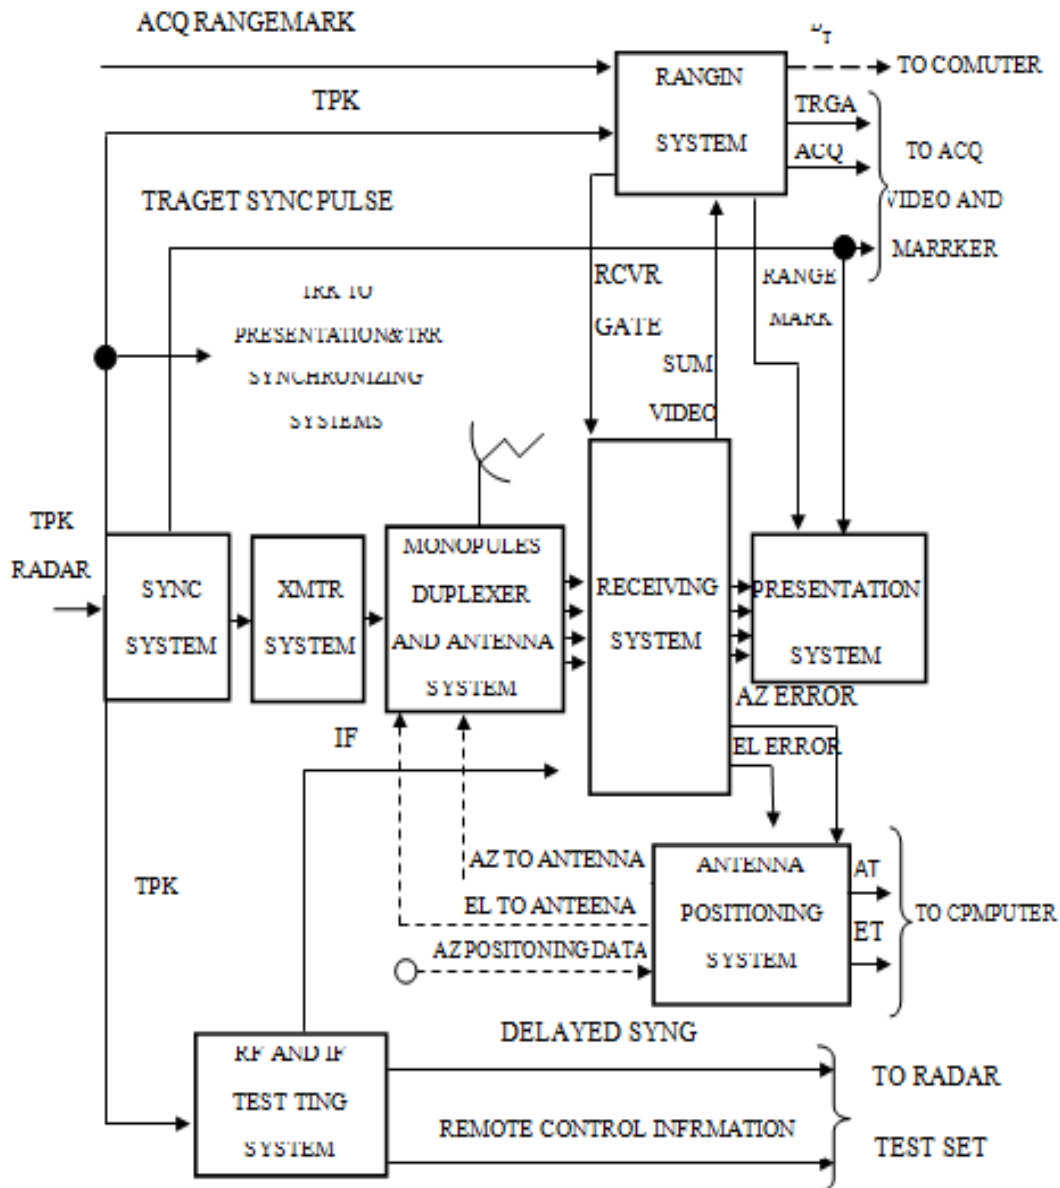 ACQ RANGEMARK
TO COMUTER
RANGIN
SYSTEM
TPK
TRGA
ACQ
TO ACQ
VIDEO AND
MARRKER
TRAGET SYNC PULSE
RCVR
GATE
RANGE
MARK
TRK TO
PRESENTATION&TRR
SYNCHRONIZING
SYSTEMS
SUM
VIDEO
TPK
RADAR
SYNC
SYSTEM
XMTR
SYSTEM
MONOPULES
DUPLEXER
AND ANTENNA
SYSTEM
RECEIVING
SYSTEM
PRESENTATION
SYSTEM
AZ ERROR
EL ERROR
IF
TPK
AZ TO ANTENNA
EL TO ANTEENA
AZ POSITONING DATA
ANTENNA
POSITIONING
SYSTEM
AT
ET
TO CPMPUTER
DELAYED SYNG
RF AND IF
TEST TING
SYSTEM
REMOTE CONTROL INFRMATION
TO RADAR
TEST SET